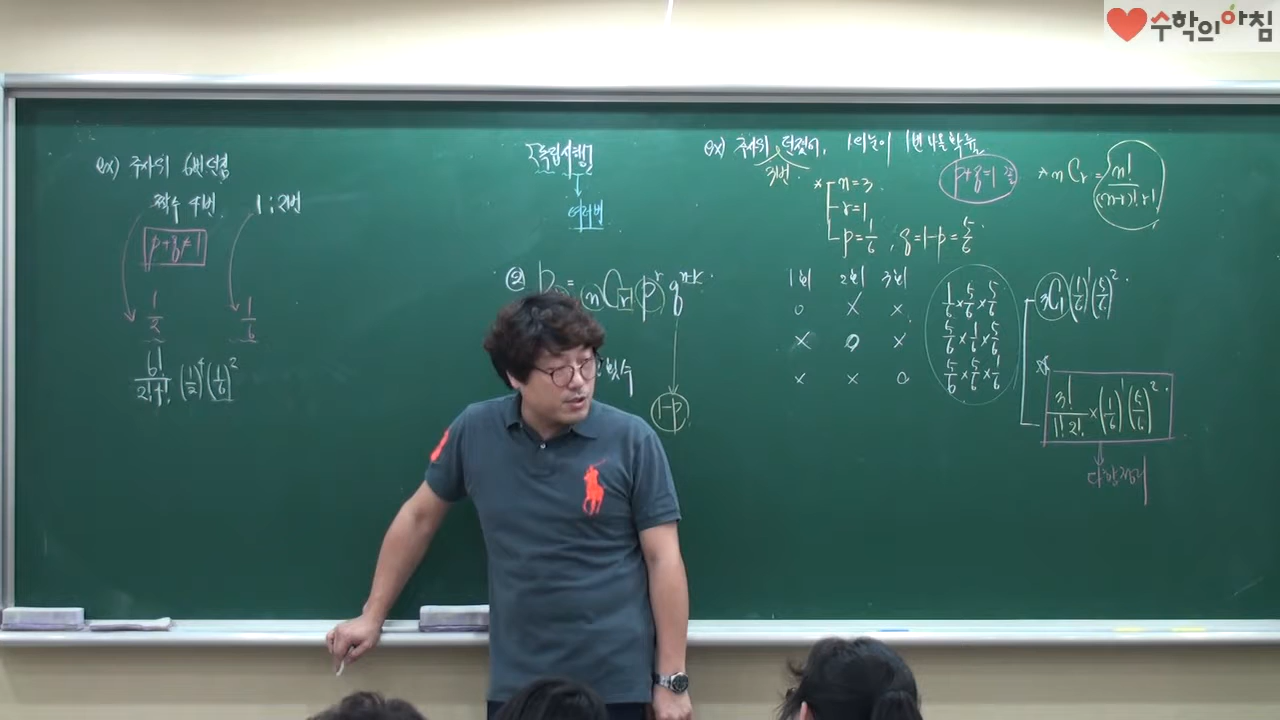 수학의아침
ex) 주사위 6번던짐
짝수 4번 1 : 2번
p+q≠1
1/2 1/6
6!/2!4! (1/2)^4 (1/6)^2
[독립시행]
여러번
P = nCr p^r q^(n-r)
횟수
1-p
ex) 주사위 던졌어, 1의눈이 1번 나올 확률
3번
* n=3
r=1
p=1/6, q=1-p=5/6
p+q=1
* nCr = n!/(n-r)!·r!
1회 2회 3회
○ × × 1/6×5/6×5/6
× ○ × 5/6×1/6×5/6
× × ○ 5/6×5/6×1/6
3C1 (1/6)^1 (5/6)^2
3!/1!2! × (1/6)^1 (5/6)^2